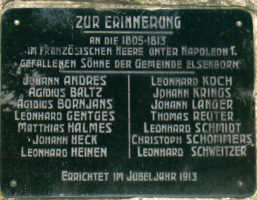 ZUR ERINNERUNG
AN DIE 1805-1813
IM FRANZÖSISCHEN HEERE UNTER NAPOLEON I.
GEFALLENEN SÖHNE DER GEMEINDE ELSENBORN
JOHANN ANDRES
AGIDIUS BALTZ
AGIDIUS BORNJANS
LEONHARD GENTGES
MATTHIAS HALMES
JOHANN HECK
LEONHARD HEINEN
LEONHARD KOCH
JOHANN KRINGS
JOHANN LANGER
THOMAS REUTER
LEONHARD SCHMIDT
CHRISTOPH SCHOMMERS
LEONHARD SCHWEITZER
ERRICHTET IM JUBELJAHR 1913